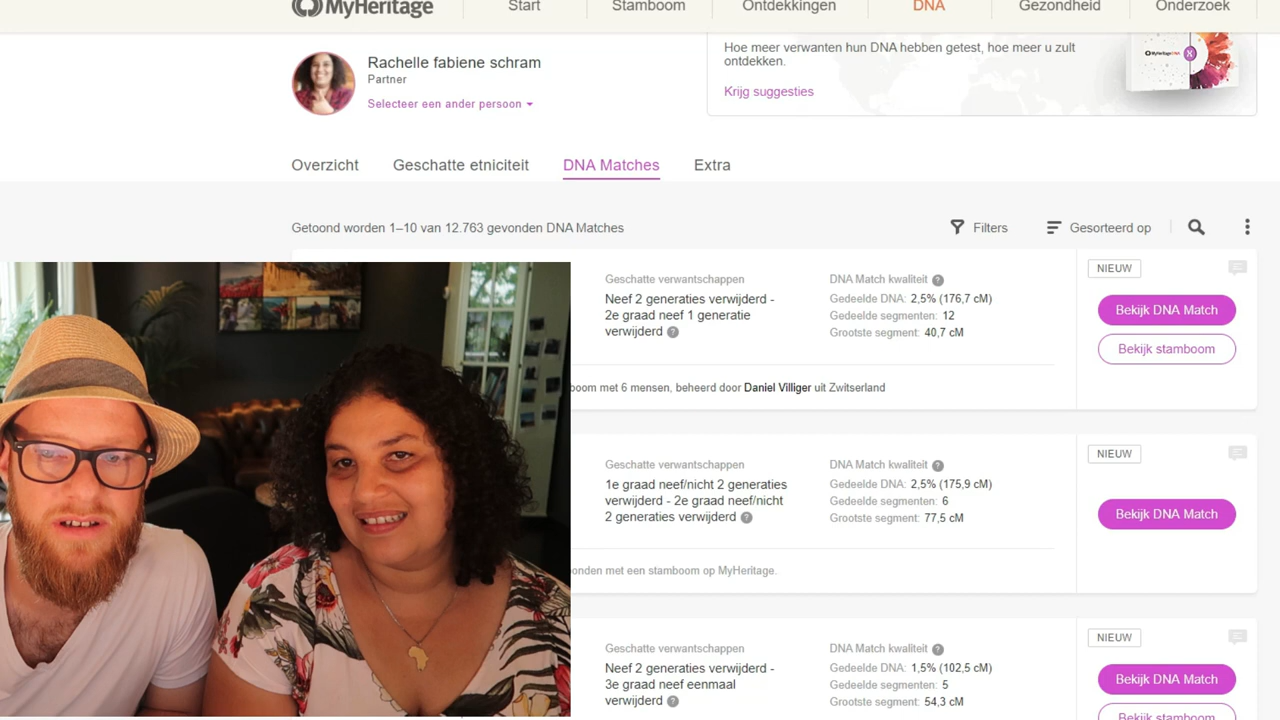 MyHeritage
Start
Stamboom
Ontdekkingen
DNA
Gezondheid
Onderzoek
Rachelle fabiene schram
Partner
Selecteer een ander persoon
Hoe meer verwanten hun DNA hebben getest, hoe meer u zult
ontdekken.
Krijg suggesties
MyHeritage DNA
Overzicht
Geschatte etniciteit
DNA Matches
Extra
Getoond worden 1–10 van 12.763 gevonden DNA Matches
Filters
Gesorteerd op
Geschatte verwantschappen
Neef 2 generaties verwijderd -
2e graad neef 1 generatie
verwijderd ?
DNA Match kwaliteit ?
Gedeelde DNA: 2,5% (176,7 cM)
Gedeelde segmenten: 12
Grootste segment: 40,7 cM
NIEUW
Bekijk DNA Match
Bekijk stamboom
boom met 6 mensen, beheerd door Daniel Villiger uit Zwitserland
Geschatte verwantschappen
1e graad neef/nicht 2 generaties
verwijderd - 2e graad neef/nicht
2 generaties verwijderd ?
DNA Match kwaliteit ?
Gedeelde DNA: 2,5% (175,9 cM)
Gedeelde segmenten: 6
Grootste segment: 77,5 cM
NIEUW
Bekijk DNA Match
onden met een stamboom op MyHeritage.
Geschatte verwantschappen
Neef 2 generaties verwijderd -
3e graad neef eenmaal
verwijderd ?
DNA Match kwaliteit ?
Gedeelde DNA: 1,5% (102,5 cM)
Gedeelde segmenten: 5
Grootste segment: 54,3 cM
NIEUW
Bekijk DNA Match
Bekijk stamboom